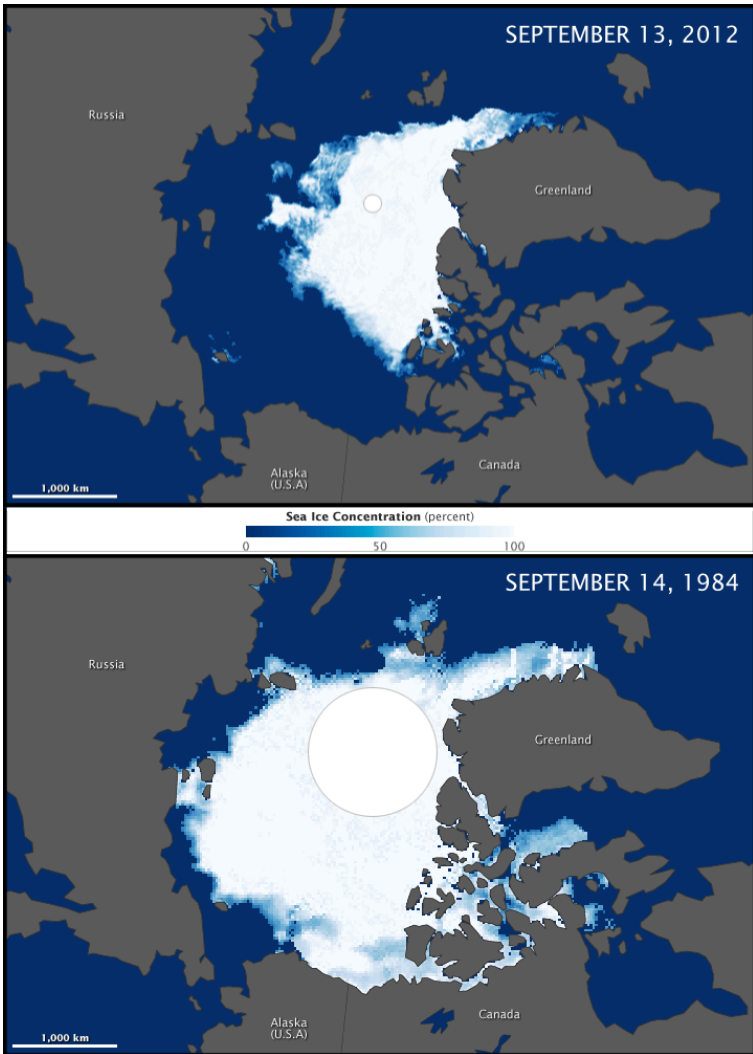 SEPTEMBER 13, 2012
Russia
Greenland
Canada
Alaska
(U.S.A)
1,000 km
Sea Ice Concentration (percent)
0 50 100
SEPTEMBER 14, 1984
Russia
Greenland
Canada
Alaska
(U.S.A)
1,000 km